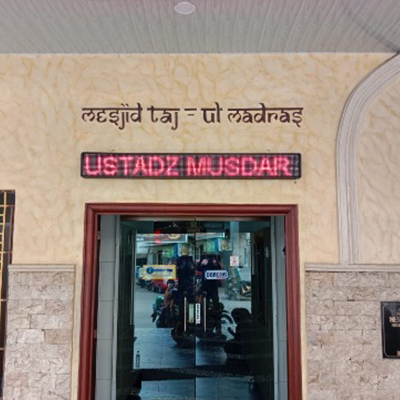 MESJID TAJ - UL MADRAS
USTADZ MUSDAR